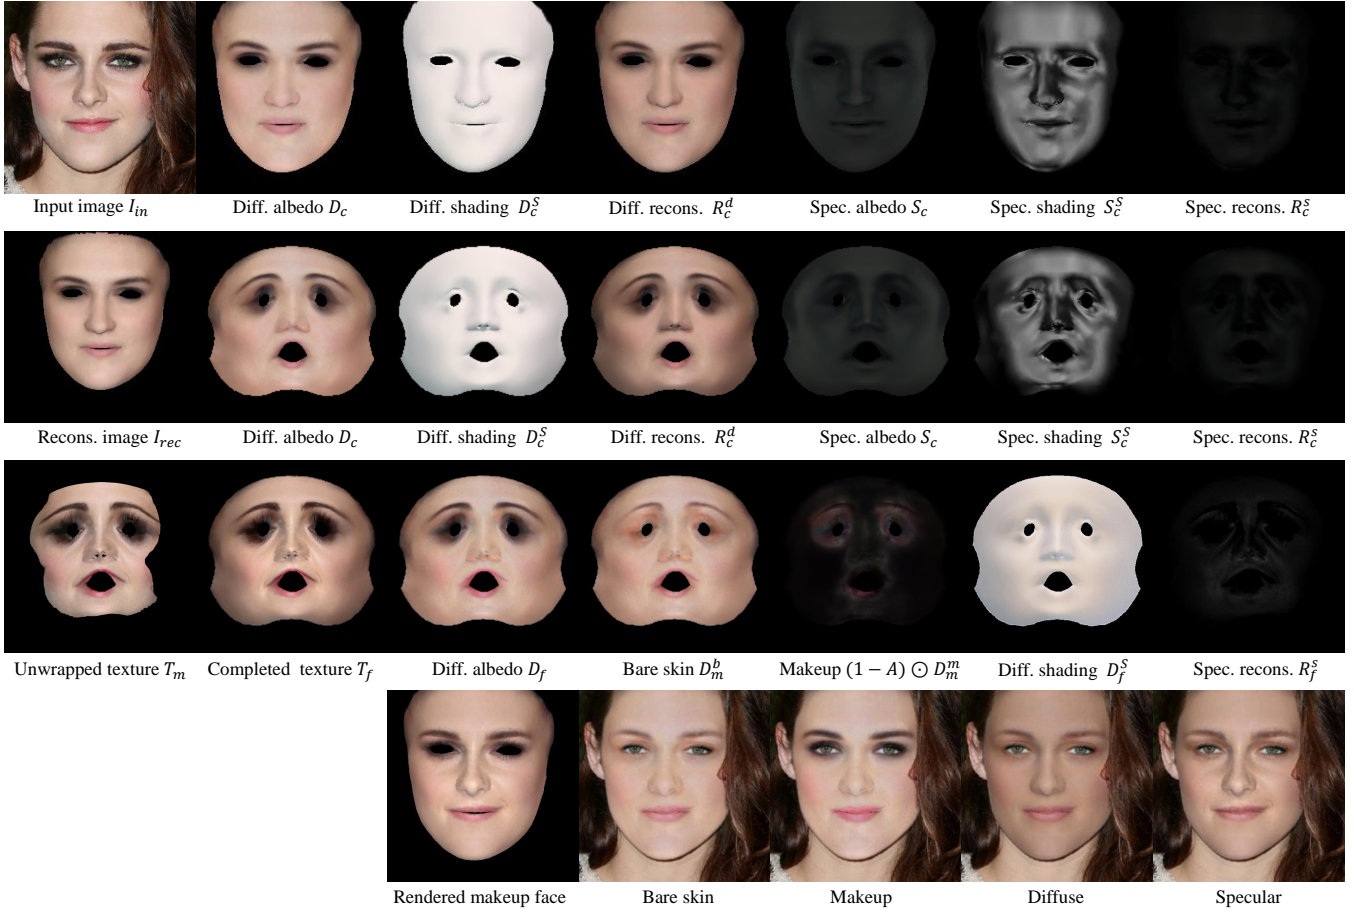 Input image I_in Diff. albedo D_c Diff. shading D_c^S Diff. recons. R_c^d Spec. albedo S_c Spec. shading S_c^S Spec. recons. R_c^s
Recons. image I_rec Diff. albedo D_c Diff. shading D_c^S Diff. recons. R_c^d Spec. albedo S_c Spec. shading S_c^S Spec. recons. R_c^s
Unwrapped texture T_m Completed texture T_f Diff. albedo D_f Bare skin D_m^b Makeup (1 − A) ⊙ D_m^m Diff. shading D_f^S Spec. recons. R_f^s
Rendered makeup face Bare skin Makeup Diffuse Specular